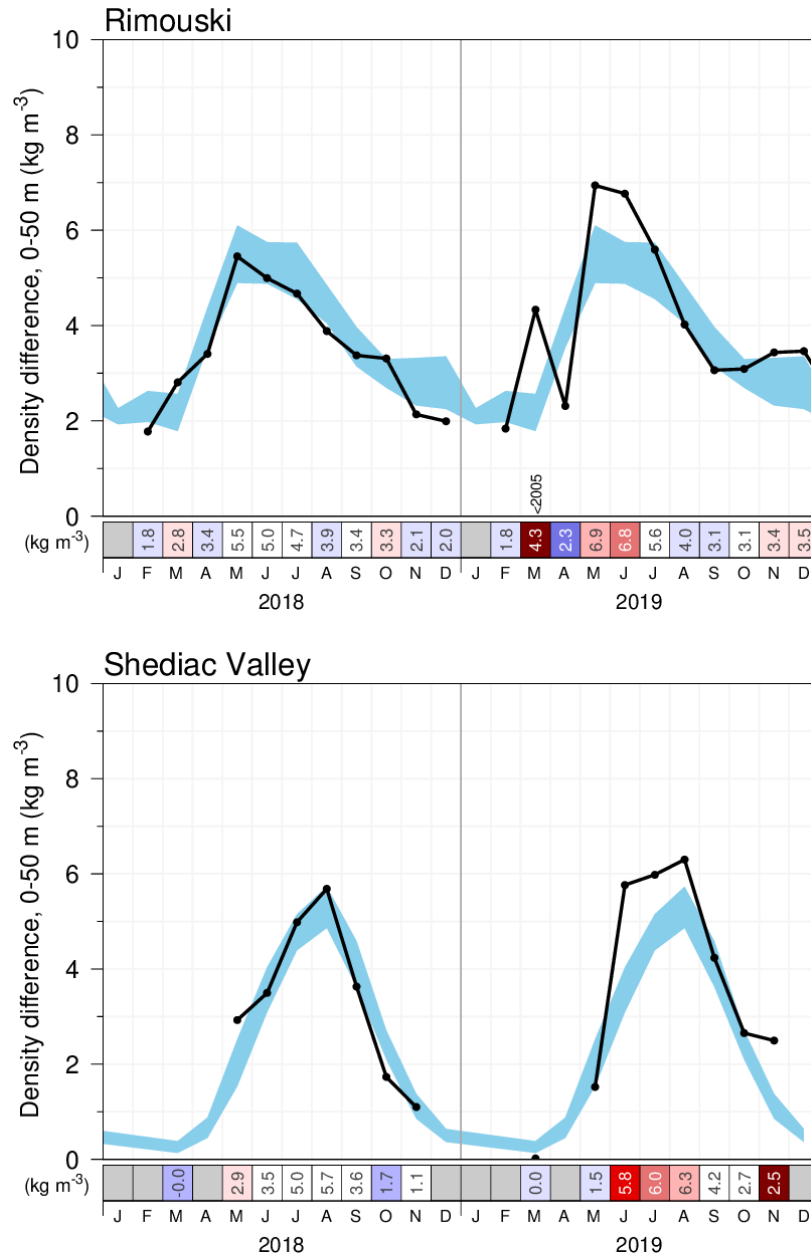 Rimouski
10
8
6
4
2
0
Density difference, 0-50 m (kg m-3)
<2005
(kg m-3) 1.8 2.8 3.4 5.5 5.0 4.7 3.9 3.4 3.3 2.1 2.0 1.8 4.3 2.3 6.9 6.8 5.6 4.0 3.1 3.1 3.4 3.5
J F M A M J J A S O N D J F M A M J J A S O N D
2018 2019
Shediac Valley
10
8
6
4
2
0
Density difference, 0-50 m (kg m-3)
(kg m-3) -0.0 2.9 3.5 5.0 5.7 3.6 1.7 1.1 0.0 1.5 5.8 6.0 6.3 4.2 2.7 2.5
J F M A M J J A S O N D J F M A M J J A S O N D
2018 2019